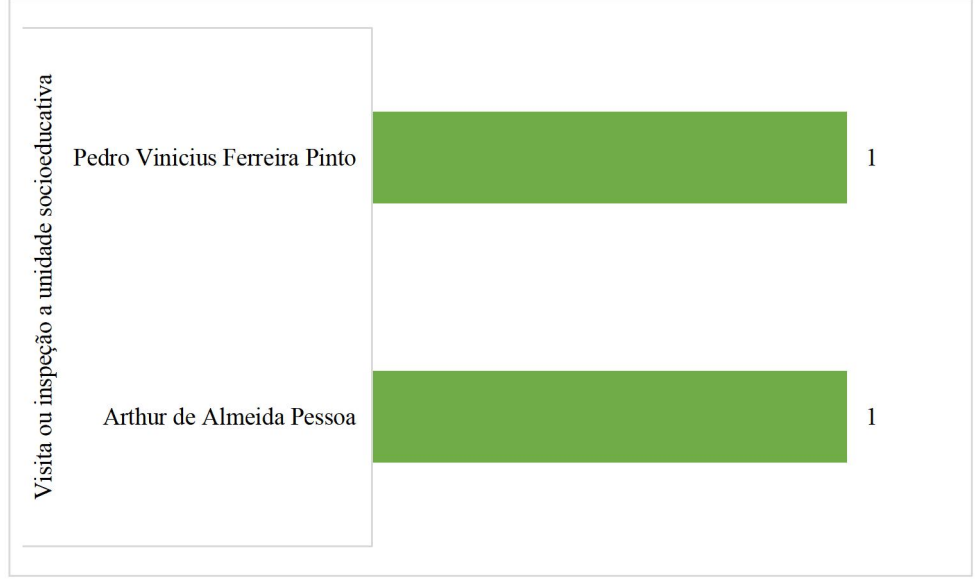 Visita ou inspeção a unidade socioeducativa
Pedro Vinicius Ferreira Pinto
1
Arthur de Almeida Pessoa
1